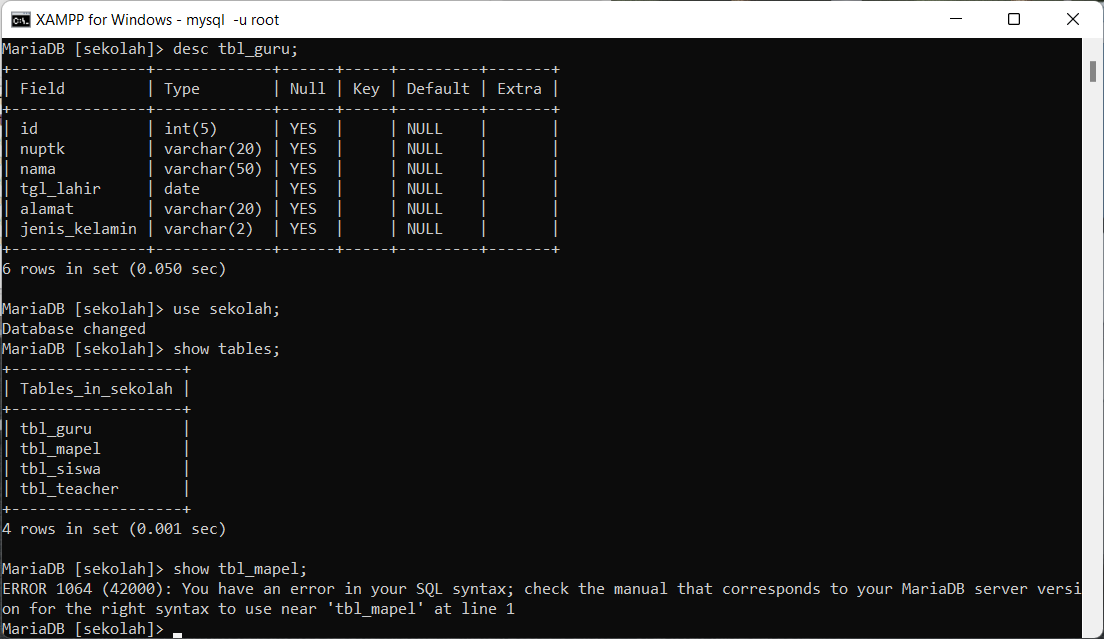 XAMPP for Windows - mysql  -u root
MariaDB [sekolah]> desc tbl_guru;
+---------------+-------------+------+-----+---------+-------+
| Field         | Type        | Null | Key | Default | Extra |
+---------------+-------------+------+-----+---------+-------+
| id            | int(5)      | YES  |     | NULL    |       |
| nuptk         | varchar(20) | YES  |     | NULL    |       |
| nama          | varchar(50) | YES  |     | NULL    |       |
| tgl_lahir     | date        | YES  |     | NULL    |       |
| alamat        | varchar(20) | YES  |     | NULL    |       |
| jenis_kelamin | varchar(2)  | YES  |     | NULL    |       |
+---------------+-------------+------+-----+---------+-------+
6 rows in set (0.050 sec)

MariaDB [sekolah]> use sekolah;
Database changed
MariaDB [sekolah]> show tables;
+-------------------+
| Tables_in_sekolah |
+-------------------+
| tbl_guru          |
| tbl_mapel         |
| tbl_siswa         |
| tbl_teacher       |
+-------------------+
4 rows in set (0.001 sec)

MariaDB [sekolah]> show tbl_mapel;
ERROR 1064 (42000): You have an error in your SQL syntax; check the manual that corresponds to your MariaDB server versi
on for the right syntax to use near 'tbl_mapel' at line 1
MariaDB [sekolah]>